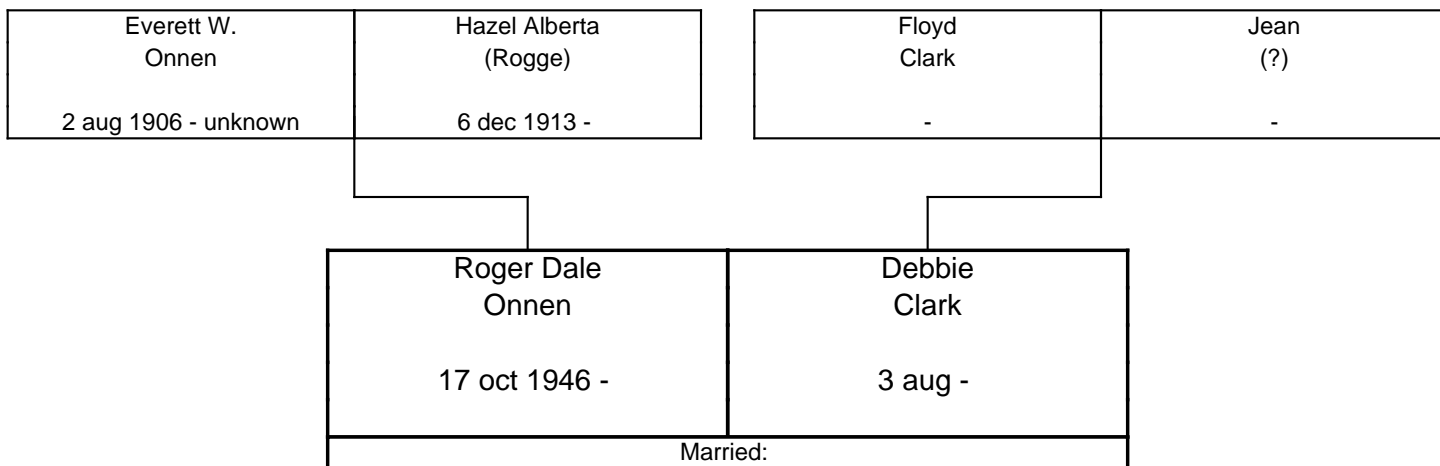 Everett W.
Onnen
2 aug 1906 - unknown
Hazel Alberta
(Rogge)
6 dec 1913 -
Floyd
Clark
-
Jean
(?)
-
Roger Dale
Onnen
17 oct 1946 -
Debbie
Clark
3 aug -
Married: